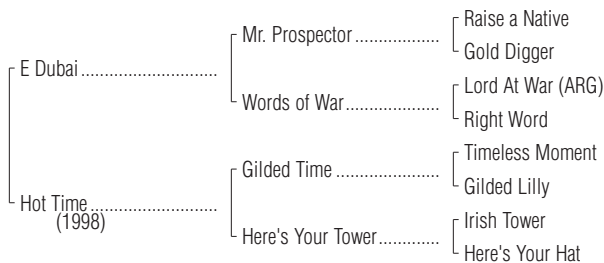 Raise a Native
Mr. Prospector...................
Gold Digger
E Dubai..............................
Lord At War (ARG)
Words of War.....................
Right Word
Timeless Moment
Gilded Time.......................
Gilded Lilly
Hot Time............................
(1998)
Irish Tower
Here's Your Tower.............
Here's Your Hat